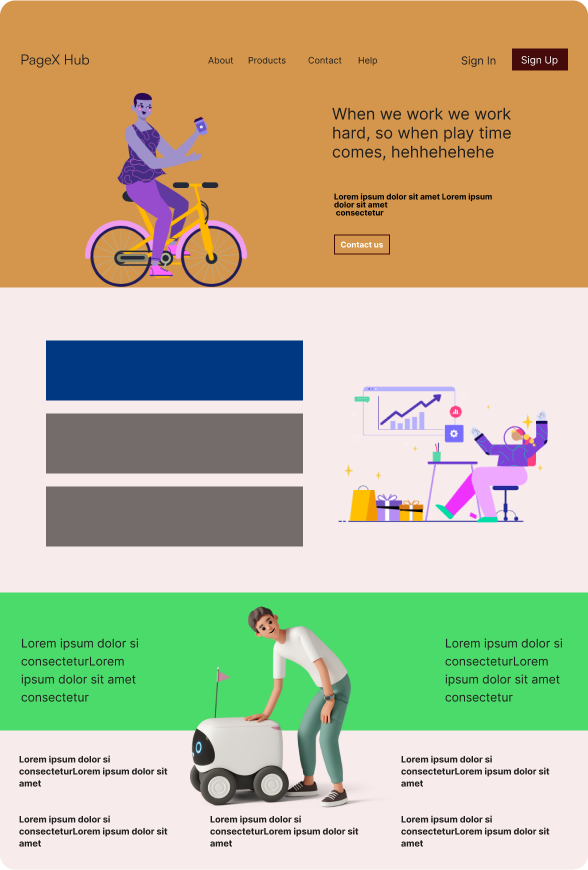 PageX Hub
About Products Contact Help
Sign In Sign Up
When we work we work
hard, so when play time
comes, hehhehehehe
Lorem ipsum dolor sit amet Lorem ipsum
dolor sit amet
consectetur
Contact us
Lorem ipsum dolor si
consecteturLorem
ipsum dolor sit amet
consectetur
Lorem ipsum dolor si
consecteturLorem
ipsum dolor sit amet
consectetur
Lorem ipsum dolor si
consecteturLorem ipsum dolor sit
amet
Lorem ipsum dolor si
consecteturLorem ipsum dolor sit
amet
Lorem ipsum dolor si
consecteturLorem ipsum dolor sit
amet
Lorem ipsum dolor si
consecteturLorem ipsum dolor sit
amet
Lorem ipsum dolor si
consecteturLorem ipsum dolor sit
amet